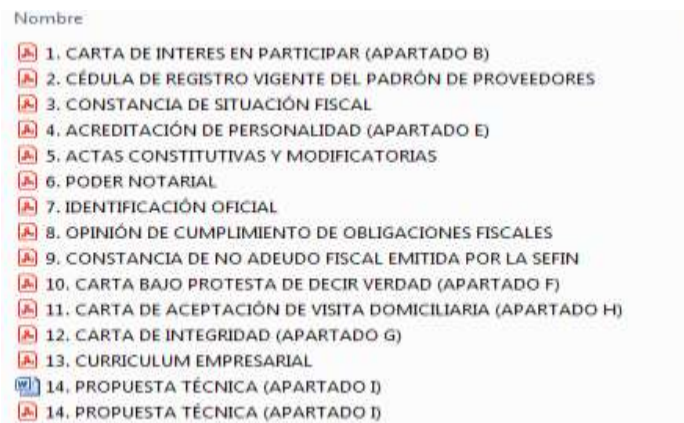 Nombre
1. CARTA DE INTERES EN PARTICIPAR (APARTADO B)
2. CÉDULA DE REGISTRO VIGENTE DEL PADRÓN DE PROVEEDORES
3. CONSTANCIA DE SITUACIÓN FISCAL
4. ACREDITACIÓN DE PERSONALIDAD (APARTADO E)
5. ACTAS CONSTITUTIVAS Y MODIFICATORIAS
6. PODER NOTARIAL
7. IDENTIFICACIÓN OFICIAL
8. OPINIÓN DE CUMPLIMIENTO DE OBLIGACIONES FISCALES
9. CONSTANCIA DE NO ADEUDO FISCAL EMITIDA POR LA SEFIN
10. CARTA BAJO PROTESTA DE DECIR VERDAD (APARTADO F)
11. CARTA DE ACEPTACIÓN DE VISITA DOMICILIARIA (APARTADO H)
12. CARTA DE INTEGRIDAD (APARTADO G)
13. CURRICULUM EMPRESARIAL
14. PROPUESTA TÉCNICA (APARTADO I)
14. PROPUESTA TÉCNICA (APARTADO I)